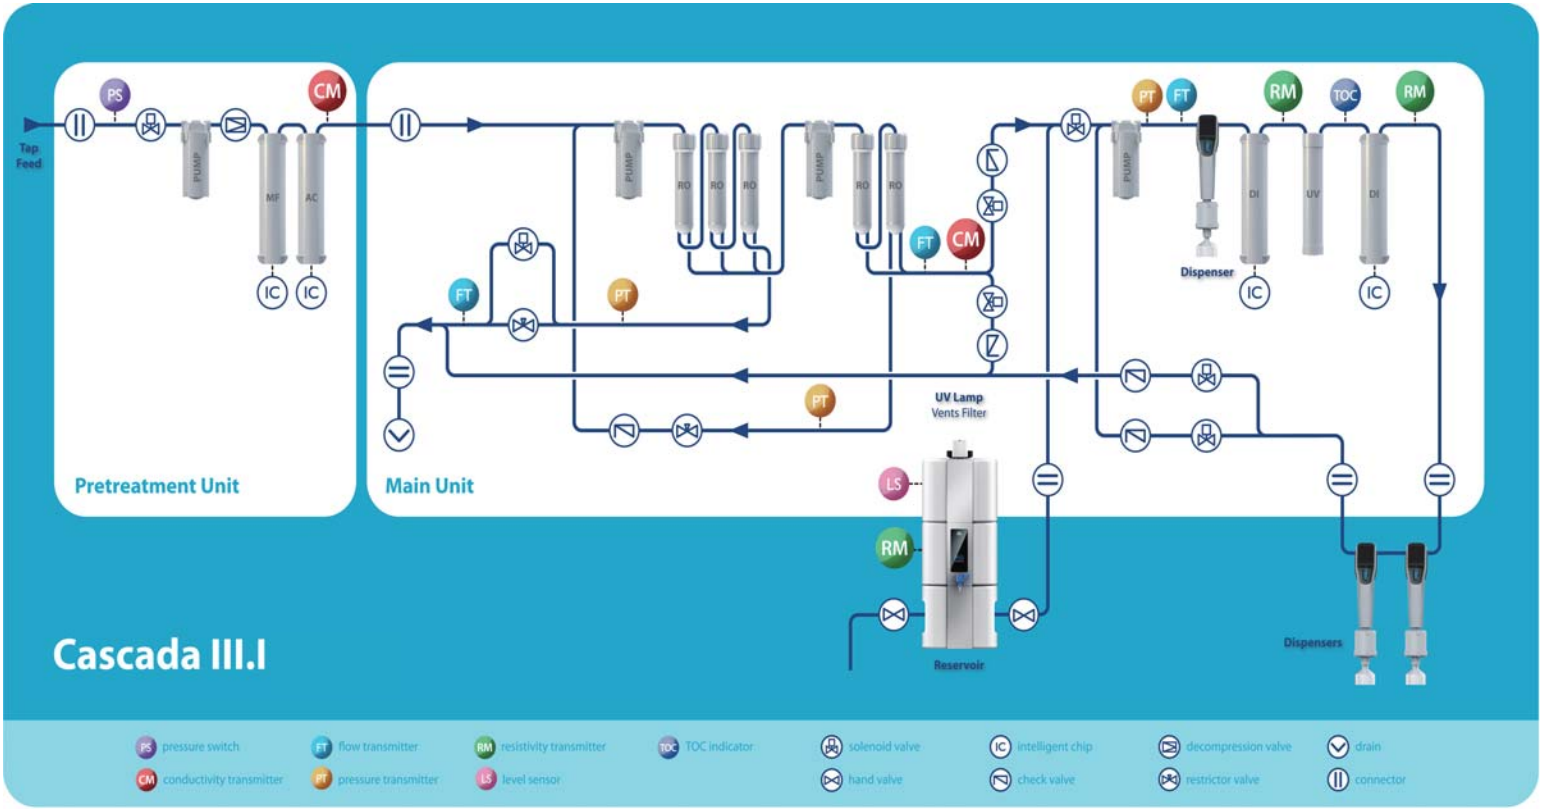 PS
CM
Tap
Feed
PUMP
MF
AC
IC
IC
Pretreatment Unit
PUMP
RO
RO
RO
PUMP
RO
RO
FT
CM
FT
PT
PT
PT
FT
PUMP
Dispenser
DI
RM
UV
TOC
DI
RM
IC
IC
UV Lamp
Vents Filter
Main Unit
LS
RM
Reservoir
Dispensers
Cascada III.I
PS pressure switch
FT flow transmitter
RM resistivity transmitter
TOC TOC indicator
solenoid valve
IC intelligent chip
decompression valve
drain
CM conductivity transmitter
PT pressure transmitter
LS level sensor
hand valve
check valve
restrictor valve
connector